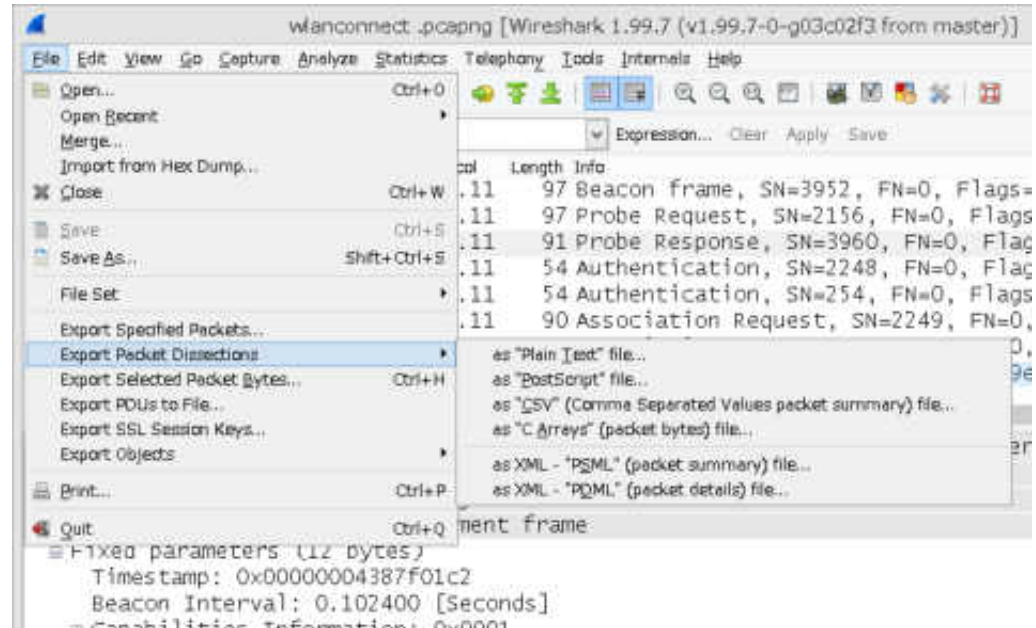 wlanconnect .pcapng [Wireshark 1.99.7 (v1.99.7-0-g03c02f3 from master)]
File Edit View Go Capture Analyze Statistics Telephony Tools Internals Help
Open... Ctrl+O
Open Recent
Merge...
Import from Hex Dump...
Close Ctrl+W
Save Ctrl+S
Save As... Shift+Ctrl+S
File Set
Export Specified Packets...
Export Packet Dissections
Export Selected Packet Bytes... Ctrl+H
Export PDUs to File...
Export SSL Session Keys...
Export Objects
Print... Ctrl+P
Quit Ctrl+Q
Expression... Clear Apply Save
col Length Info
.11 97 Beacon frame, SN=3952, FN=0, Flags=
.11 97 Probe Request, SN=2156, FN=0, Flags
.11 91 Probe Response, SN=3960, FN=0, Flag
.11 54 Authentication, SN=2248, FN=0, Flag
.11 54 Authentication, SN=254, FN=0, Flags
.11 90 Association Request, SN=2249, FN=0,
as "Plain Text" file...
as "PostScript" file...
as "CSV" (Comma Separated Values packet summary) file...
as "C Arrays" (packet bytes) file...
as XML - "PSML" (packet summary) file...
as XML - "PDML" (packet details) file...
ment frame
Fixed parameters (12 bytes)
Timestamp: 0x00000004387f01c2
Beacon Interval: 0.102400 [Seconds]
Capabilities Information: 0x0001